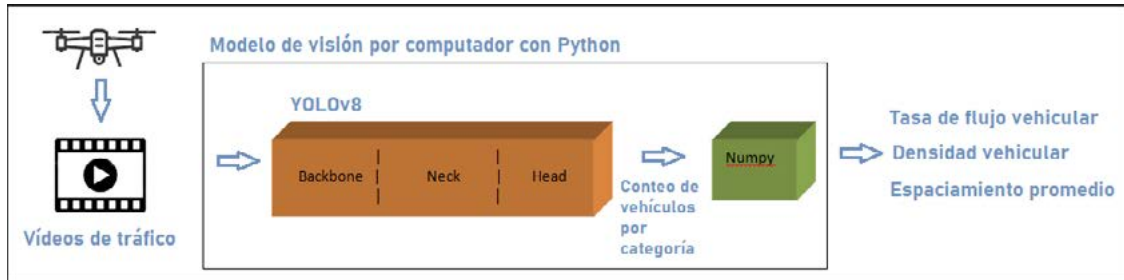 Modelo de visión por computador con Python
YOLOv8
Backbone
Neck
Head
Numpy
Conteo de
vehículos
por
categoría
Tasa de flujo vehicular
Densidad vehicular
Espaciamiento promedio
Vídeos de tráfico